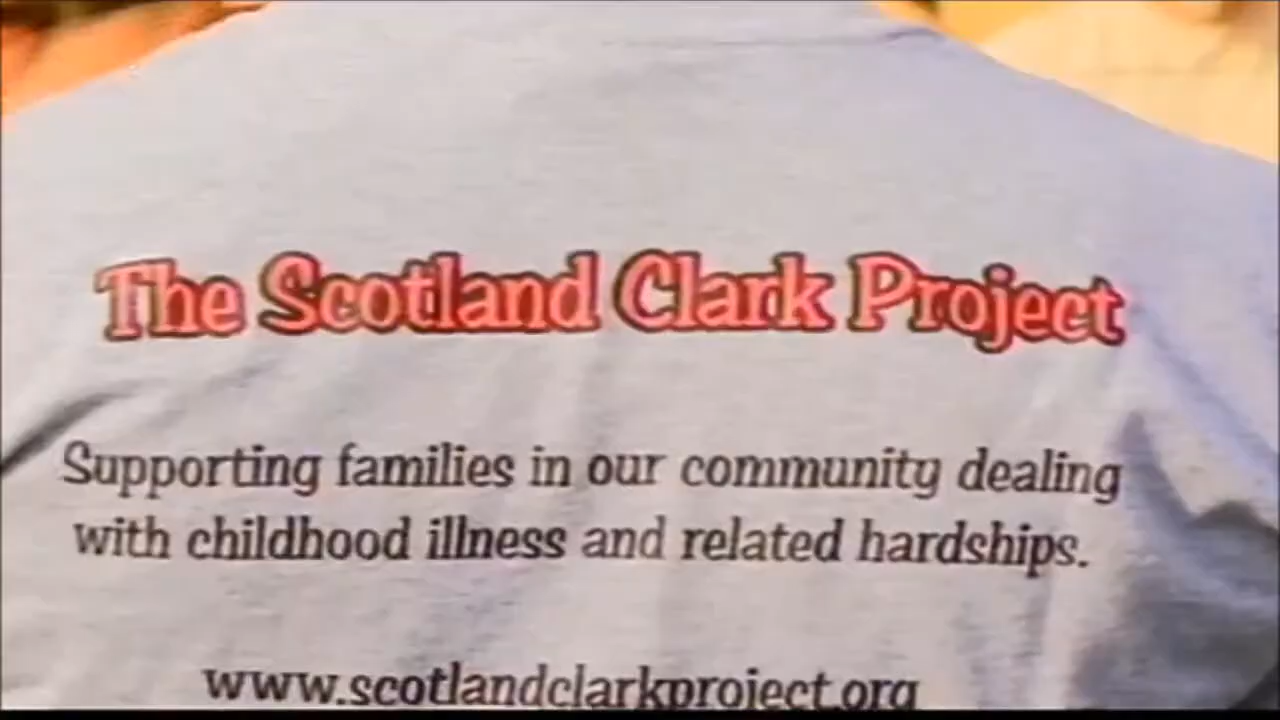 The Scotland Clark Project
Supporting families in our community dealing
with childhood illness and related hardships.
www.scotlandclarkproject.org